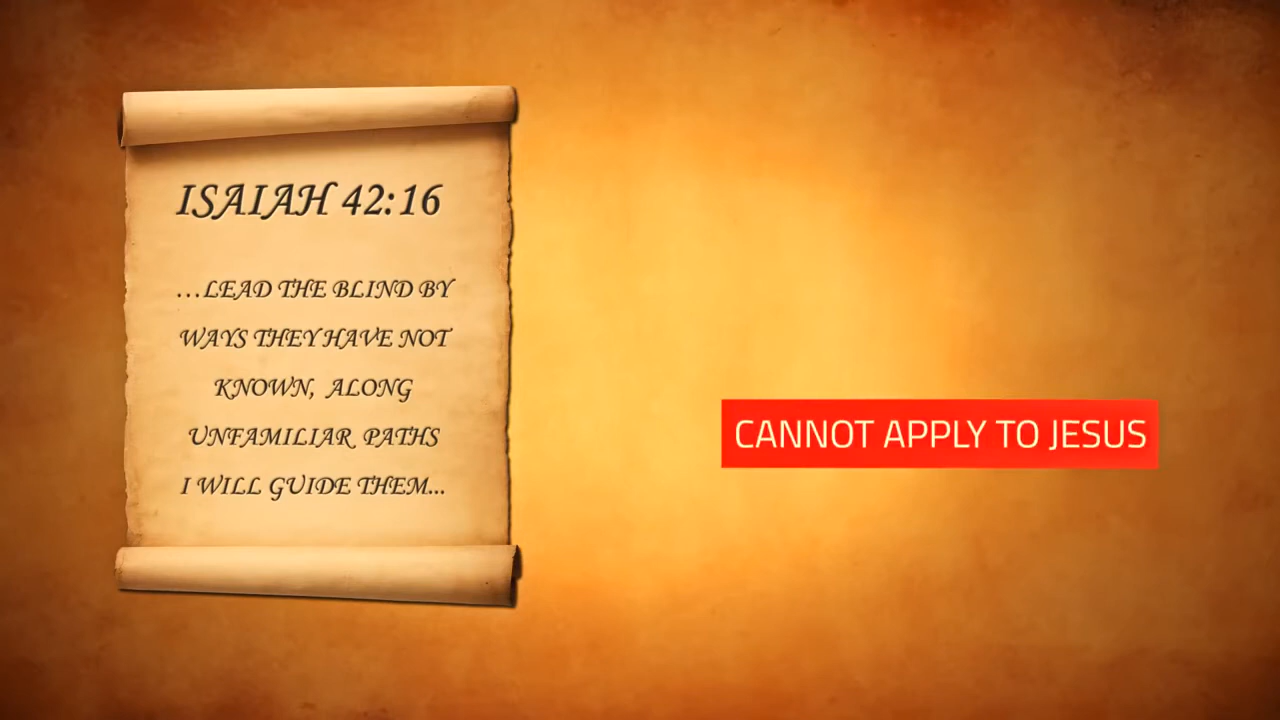 ISAIAH 42:16
...LEAD THE BLIND BY
WAYS THEY HAVE NOT
KNOWN, ALONG
UNFAMILIAR PATHS
I WILL GUIDE THEM...
CANNOT APPLY TO JESUS